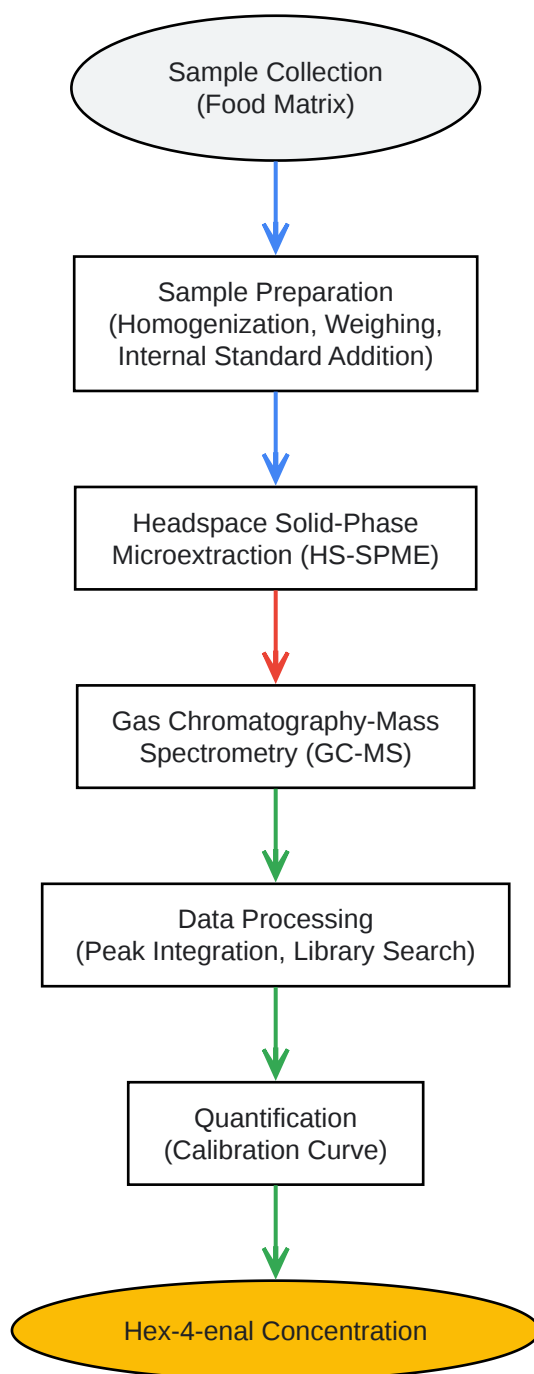 Sample Collection
(Food Matrix)
Sample Preparation
(Homogenization, Weighing,
Internal Standard Addition)
Headspace Solid-Phase
Microextraction (HS-SPME)
Gas Chromatography-Mass
Spectrometry (GC-MS)
Data Processing
(Peak Integration, Library Search)
Quantification
(Calibration Curve)
Hex-4-enal Concentration